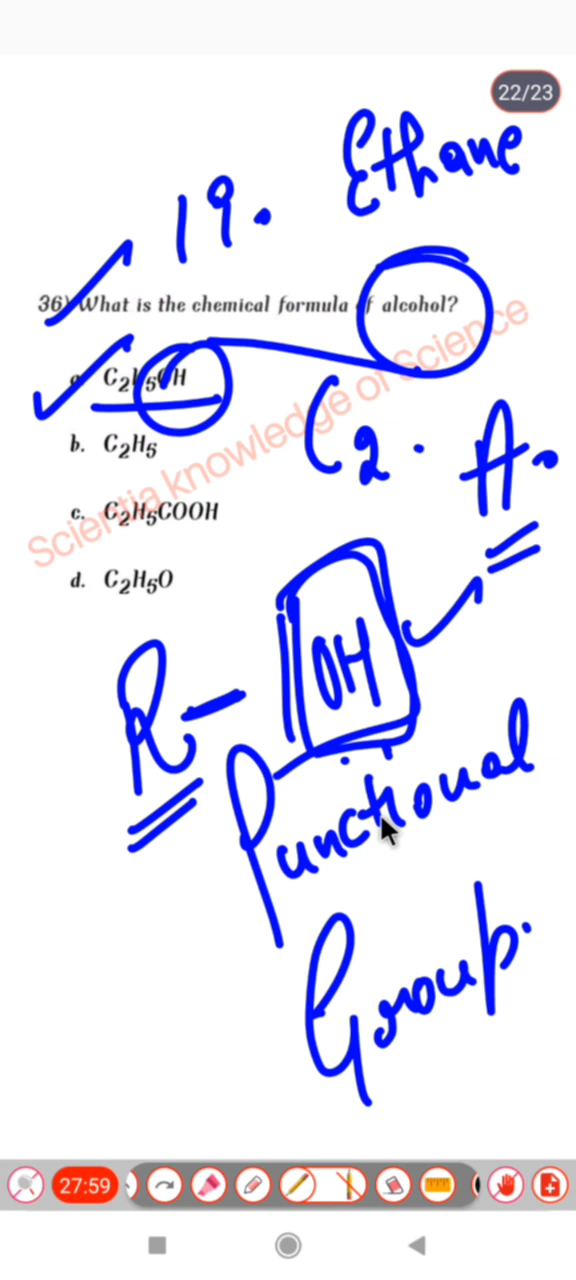 22/23
19. Ethane
36) What is the chemical formula of alcohol?
a. C₂H₅OH
b. C₂H₅
c. C₂H₅COOH
d. C₂H₅O
Scientia knowledge of Science
C₂. A.
R- OH
Functional
Group.
27:59